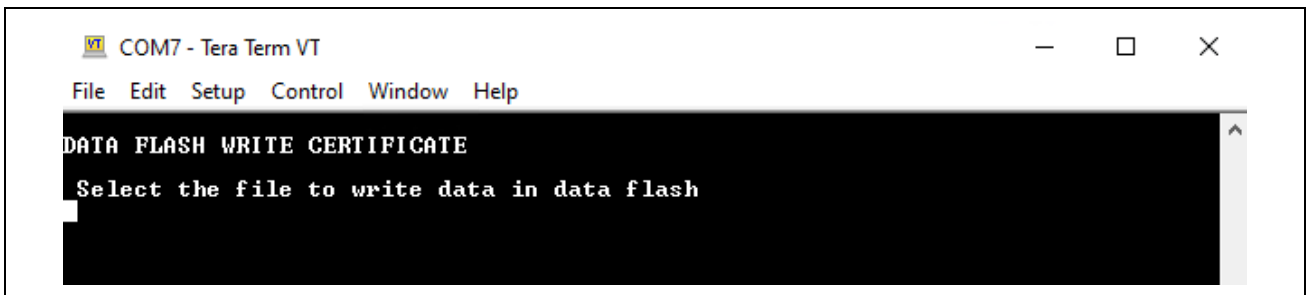 COM7 - Tera Term VT
File Edit Setup Control Window Help
DATA FLASH WRITE CERTIFICATE
Select the file to write data in data flash